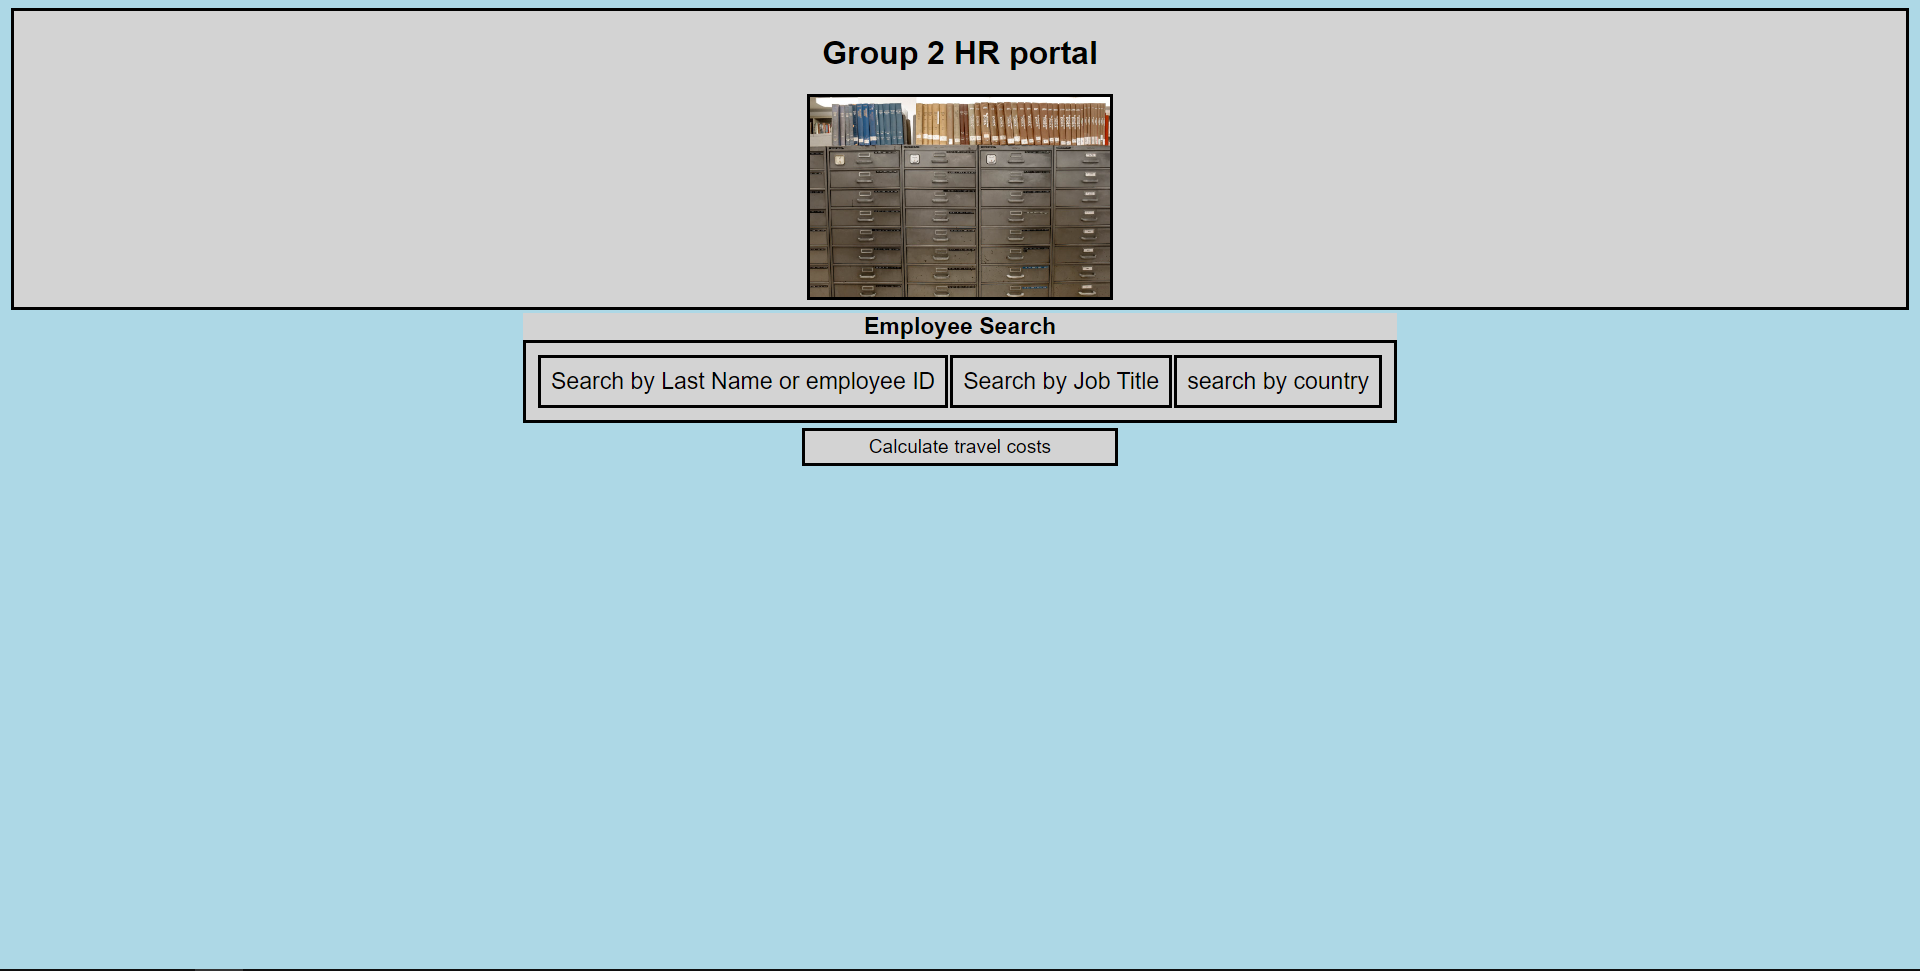 Group 2 HR portal
Employee Search
Search by Last Name or employee ID
Search by Job Title
search by country
Calculate travel costs